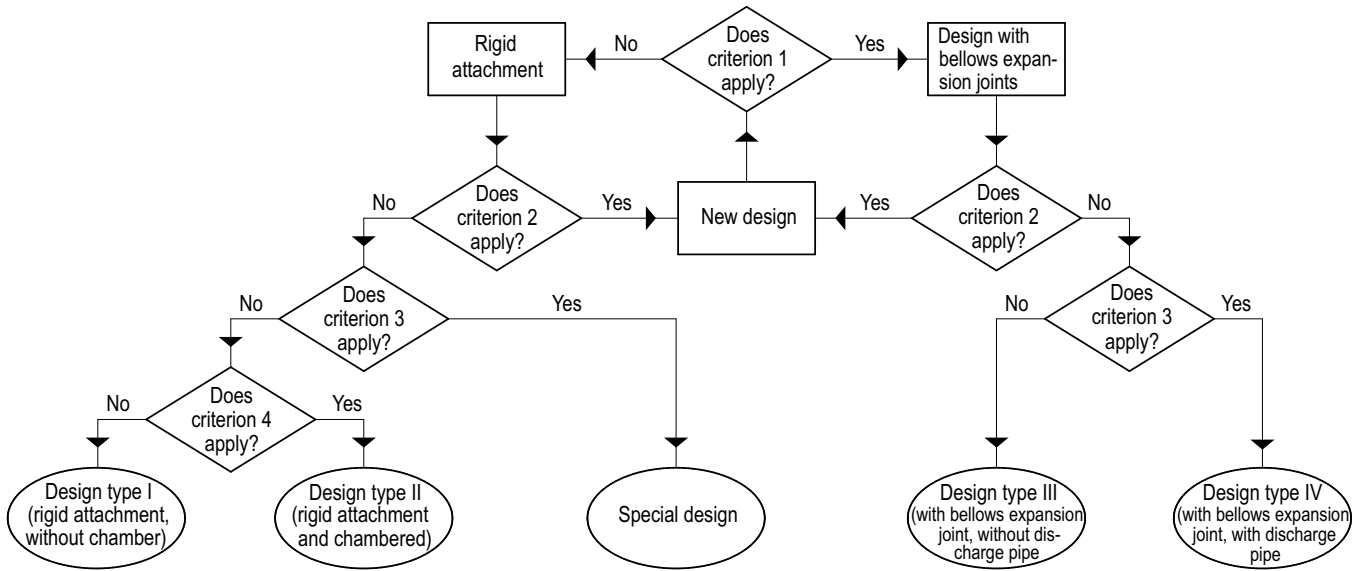 Does
criterion 1
apply?
No
Yes
Rigid
attachment
Design with
bellows expan-
sion joints
Does
criterion 2
apply?
No
Yes
New design
Yes
Does
criterion 2
apply?
No
Does
criterion 3
apply?
No
Yes
No
Does
criterion 3
apply?
Yes
Does
criterion 4
apply?
No
Yes
Design type I
(rigid attachment,
without chamber)
Design type II
(rigid attachment
and chambered)
Special design
Design type III
(with bellows expansion
joint, without dis-
charge pipe
Design type IV
(with bellows expansion
joint, with discharge
pipe